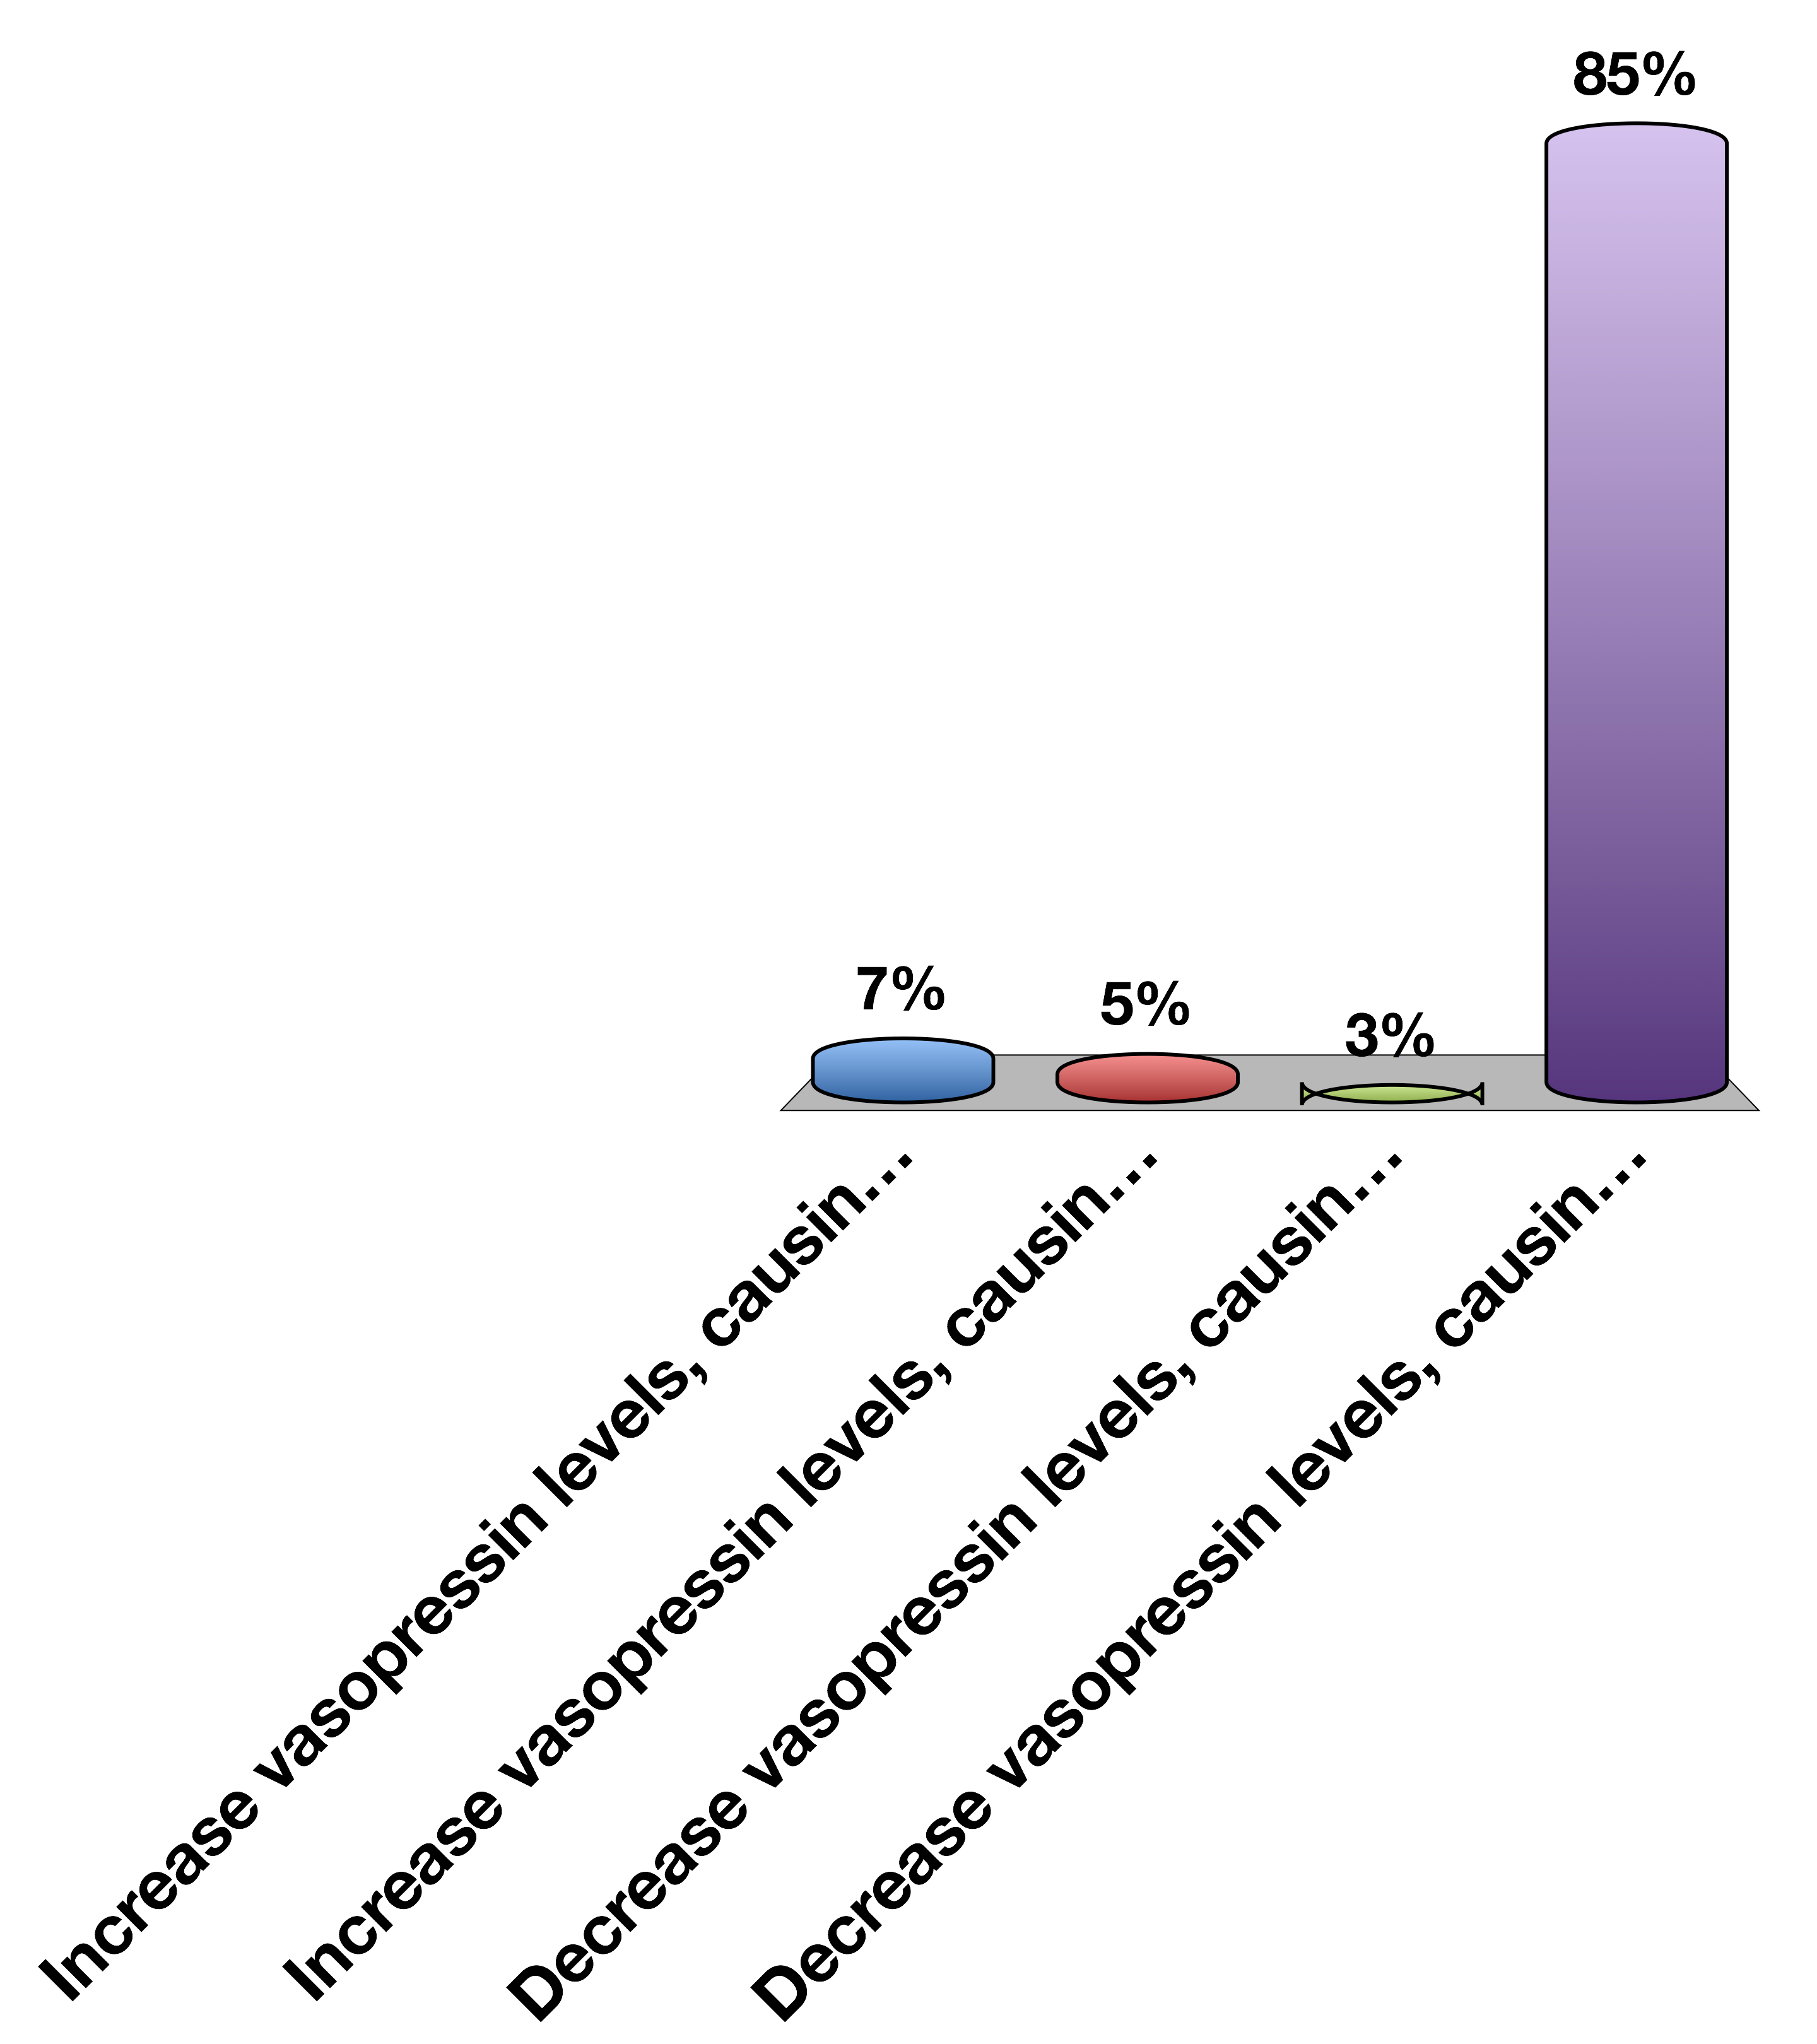 85%
7%
5%
3%
Increase vasopressin levels, causin...
Increase vasopressin levels, causin...
Decrease vasopressin levels, causin...
Decrease vasopressin levels, causin...